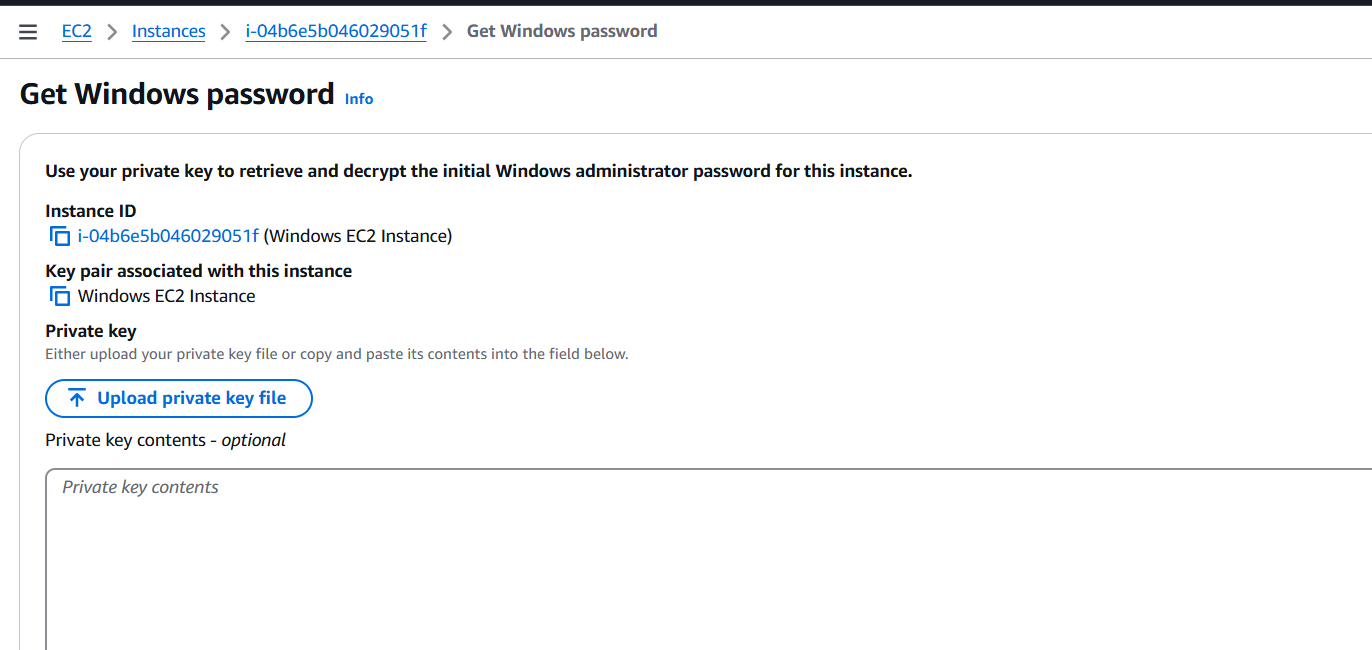 EC2 > Instances > i-04b6e5b046029051f > Get Windows password
Get Windows password Info
Use your private key to retrieve and decrypt the initial Windows administrator password for this instance.
Instance ID
i-04b6e5b046029051f (Windows EC2 Instance)
Key pair associated with this instance
Windows EC2 Instance
Private key
Either upload your private key file or copy and paste its contents into the field below.
Upload private key file
Private key contents - optional
Private key contents